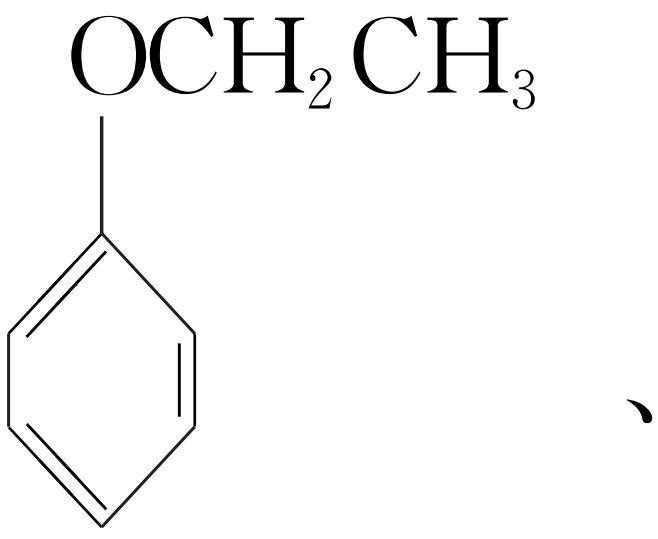 OCH₂CH₃
、